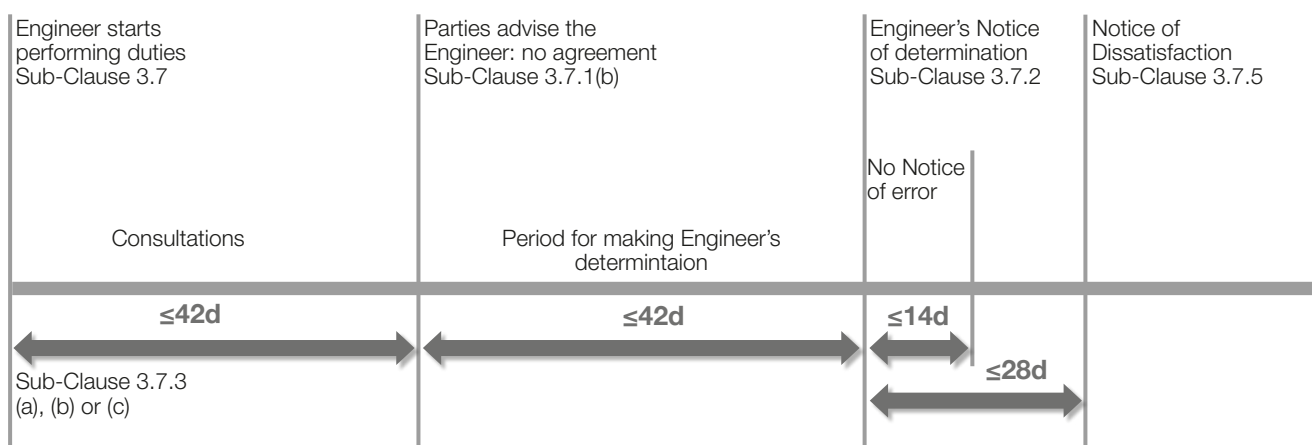 Engineer starts
performing duties
Sub-Clause 3.7
Parties advise the
Engineer: no agreement
Sub-Clause 3.7.1(b)
Engineer’s Notice
of determination
Sub-Clause 3.7.2
Notice of
Dissatisfaction
Sub-Clause 3.7.5
No Notice
of error
Consultations
Period for making Engineer’s
determintaion
≤42d
≤42d
≤14d
≤28d
Sub-Clause 3.7.3
(a), (b) or (c)